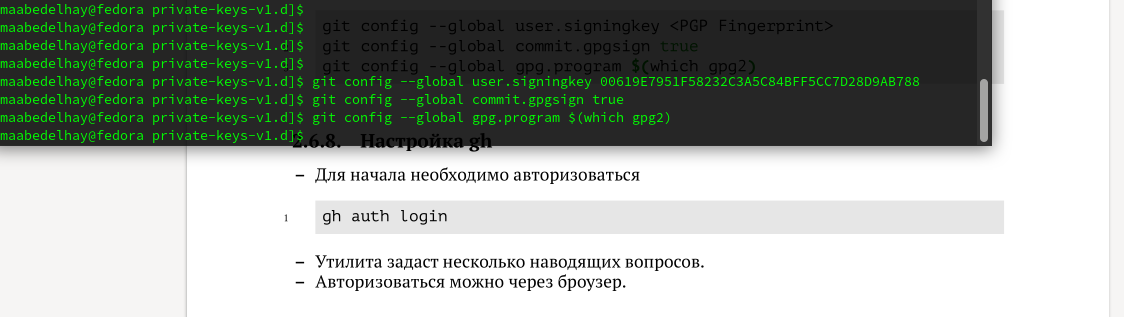 maabedelhay@fedora private-keys-v1.d]$
maabedelhay@fedora private-keys-v1.d]$ git config --global user.signingkey <PGP Fingerprint>
maabedelhay@fedora private-keys-v1.d]$ git config --global commit.gpgsign true
maabedelhay@fedora private-keys-v1.d]$ git config --global gpg.program $(which gpg2)
maabedelhay@fedora private-keys-v1.d]$ git config --global user.signingkey 00619E7951F58232C3A5C84BFF5CC7D28D9AB788
maabedelhay@fedora private-keys-v1.d]$ git config --global commit.gpgsign true
maabedelhay@fedora private-keys-v1.d]$ git config --global gpg.program $(which gpg2)
maabedelhay@fedora private-keys-v1.d]$
2.6.8. Настройка gh
– Для начала необходимо авторизоваться
1 gh auth login
– Утилита задаст несколько наводящих вопросов.
– Авторизоваться можно через броузер.